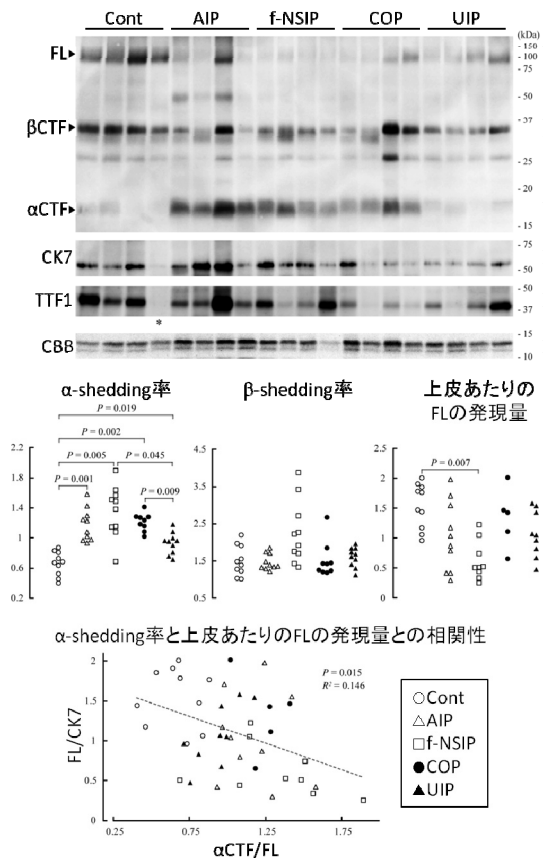 Cont AIP f-NSIP COP UIP
(kDa)
FL
- 150
- 100
- 75
- 50
- 37
βCTF
- 25
- 20
αCTF
- 15
- 75
CK7
- 50
TTF1
- 50
- 37
*
CBB
- 15
- 10
α-shedding率
β-shedding率
上皮あたりの
FLの発現量
P = 0.019
P = 0.002
P = 0.005
P = 0.045
P = 0.001
P = 0.009
P = 0.007
1.8
1.4
1
0.6
0.2
4.5
3.5
2.5
1.5
0.5
2.7
2.2
1.7
1.2
0.7
0.2
α-shedding率と上皮あたりのFLの発現量との相関性
FL/CK7
2
1.5
1
0.5
0
P = 0.015
R² = 0.146
0.25 0.75 1.25 1.75
αCTF/FL
Cont
AIP
f-NSIP
COP
UIP